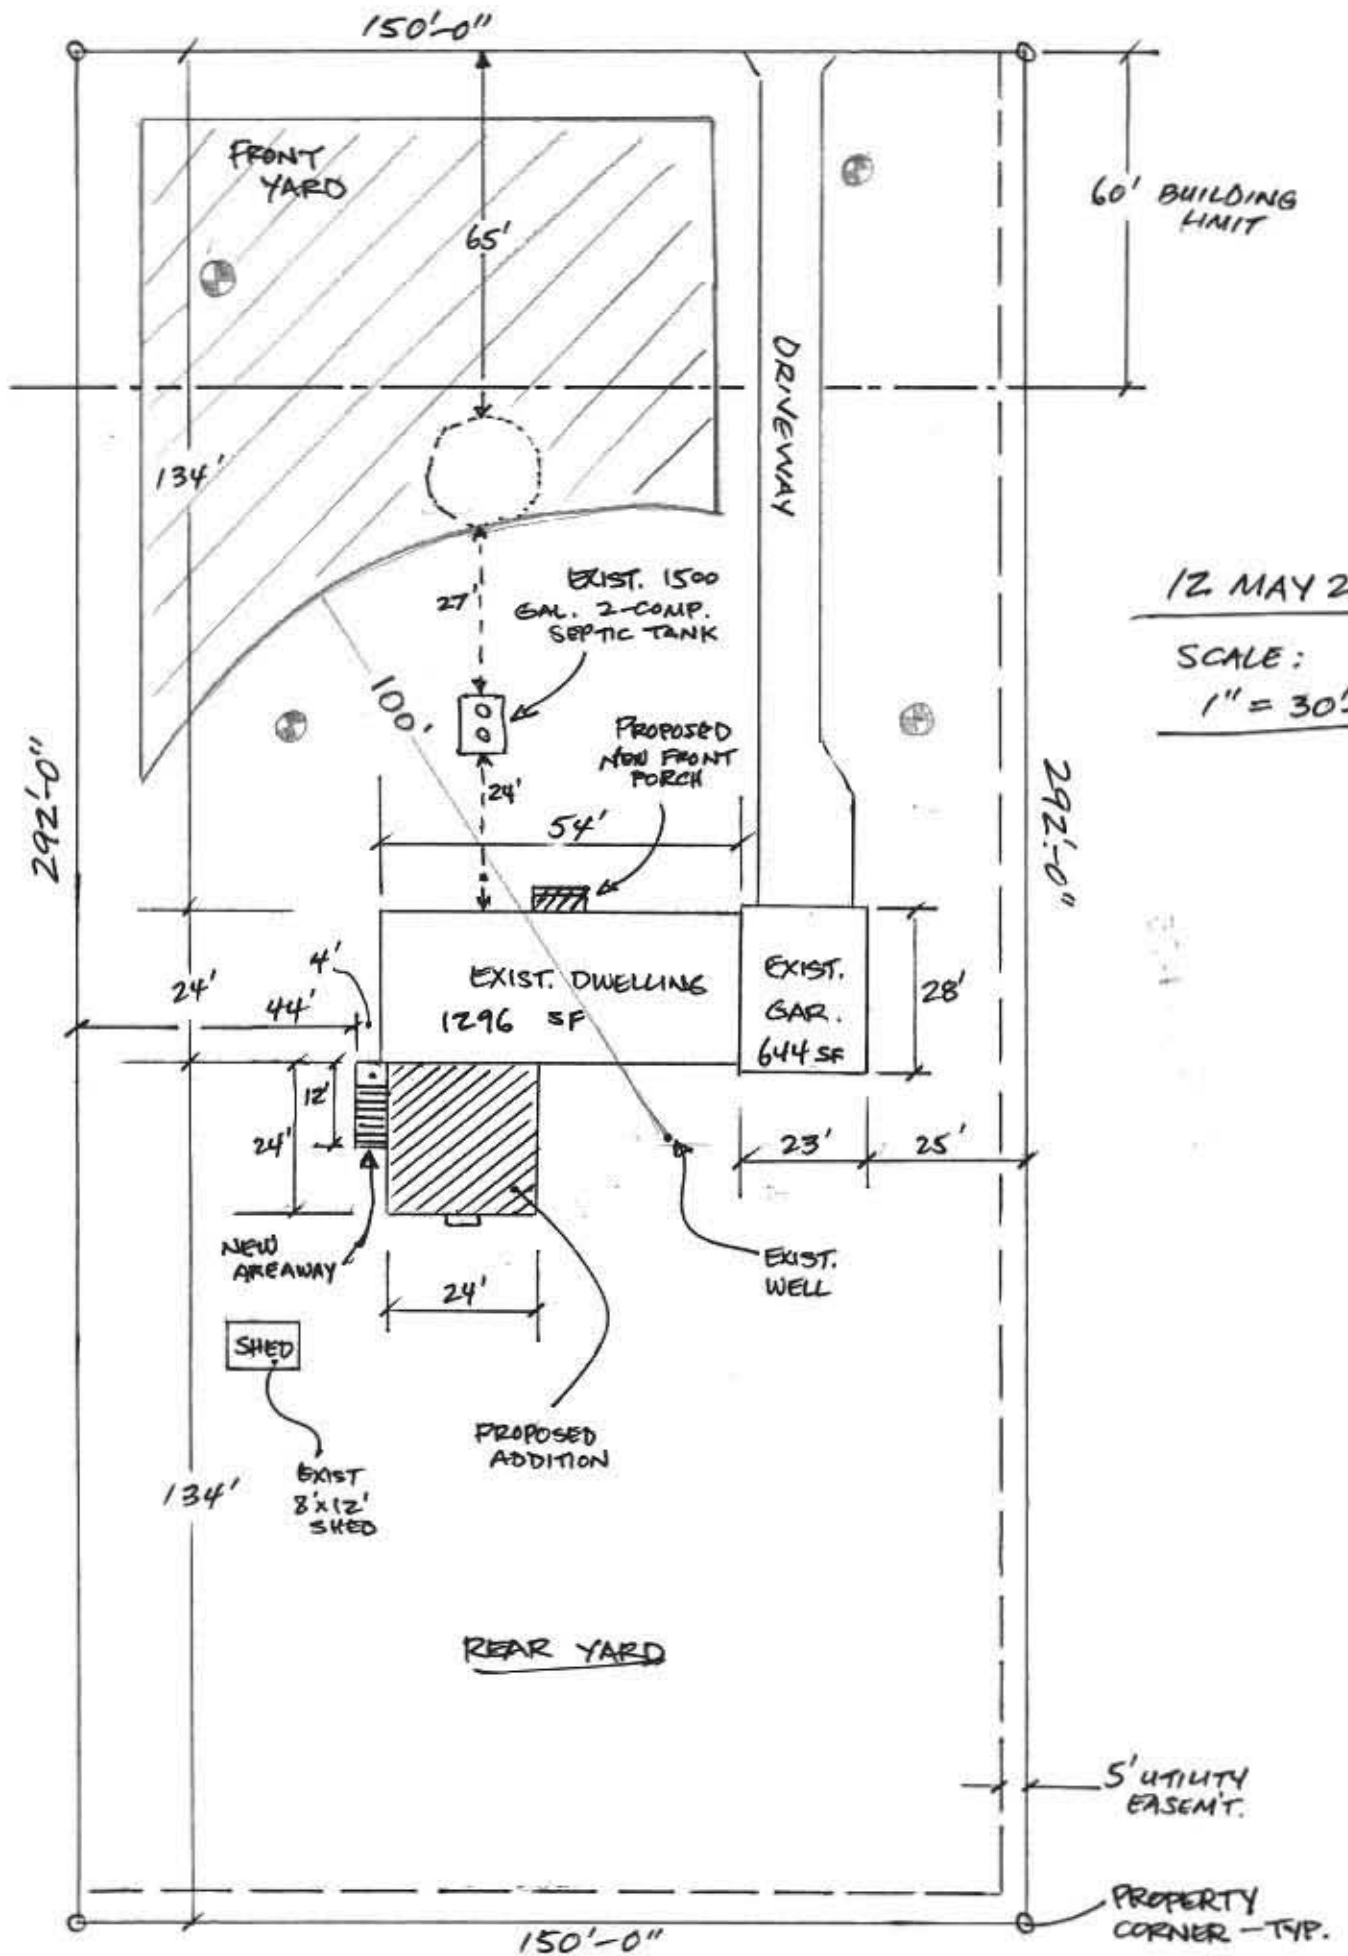 150'-0"
FRONT
YARD
65'
60' BUILDING
LIMIT
DRIVEWAY
134'
27'
EXIST. 1500
GAL. 2-COMP.
SEPTIC TANK
12 MAY 2
SCALE:
1" = 30'
100'
PROPOSED
NEW FRONT
PORCH
292'-0"
24'
54'
292'-0"
4'
24'
44'
EXIST. DWELLING
1296 SF
EXIST.
GAR.
644 SF
28'
12'
24'
23'
25'
NEW
AREAWAY
24'
EXIST.
WELL
SHED
PROPOSED
ADDITION
EXIST
8'x12'
SHED
134'
REAR YARD
5' UTILITY
EASEM'T.
PROPERTY
CORNER - TYP.
150'-0"